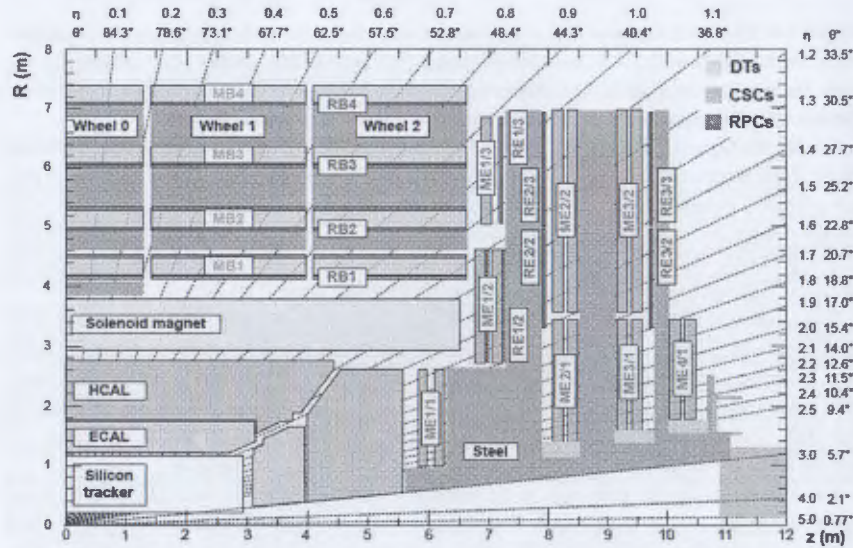 η 0.1 0.2 0.3 0.4 0.5 0.6 0.7 0.8 0.9 1.0 1.1 η θ°
θ° 84.3° 78.6° 73.1° 67.7° 62.5° 57.5° 52.8° 48.4° 44.3° 40.4° 36.8°
R (m)
8
7
6
5
4
3
2
1
0
1.2 33.5°
1.3 30.5°
1.4 27.7°
1.5 25.2°
1.6 22.8°
1.7 20.7°
1.8 18.8°
1.9 17.0°
2.0 15.4°
2.1 14.0°
2.2 12.6°
2.3 11.5°
2.4 10.4°
2.5 9.4°
3.0 5.7°
4.0 2.1°
5.0 0.77°
DTs
CSCs
RPCs
MB4
RB4
Wheel 0 Wheel 1 Wheel 2
MB3
RB3
MB2
RB2
MB1
RB1
Solenoid magnet
HCAL
ECAL
Silicon
tracker
Steel
ME1/3
RE1/3
RE2/3
ME2/2
ME3/2
RE3/3
ME1/2
RE1/2
RE2/2
RE3/2
ME1/1
ME2/1
ME3/1
ME4/1
0 1 2 3 4 5 6 7 8 9 10 11 12
z (m)